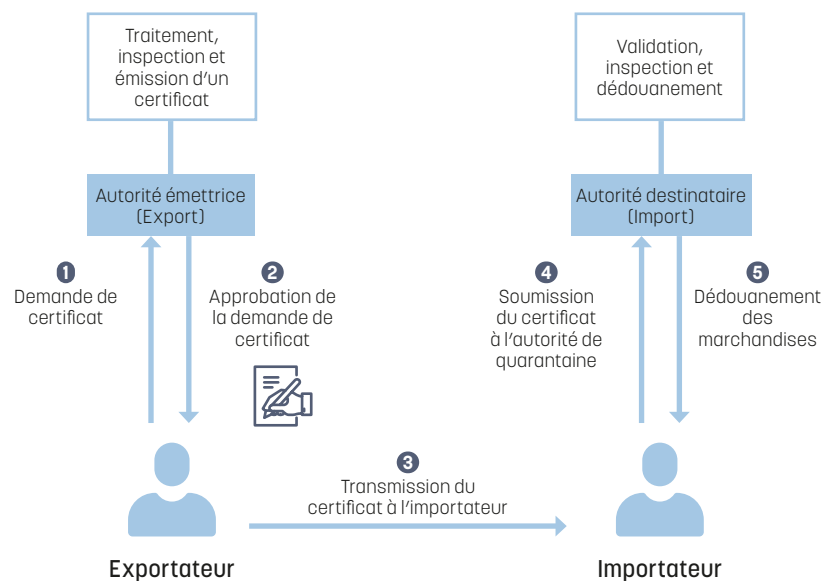 Traitement,
inspection et
émission d'un
certificat
Validation,
inspection et
dédouanement
Autorité émettrice
(Export)
Autorité destinataire
(Import)
1
Demande de
certificat
2
Approbation de
la demande de
certificat
4
Soumission
du certificat
à l'autorité de
quarantaine
5
Dédouanement
des
marchandises
3
Transmission du
certificat à l'importateur
Exportateur
Importateur